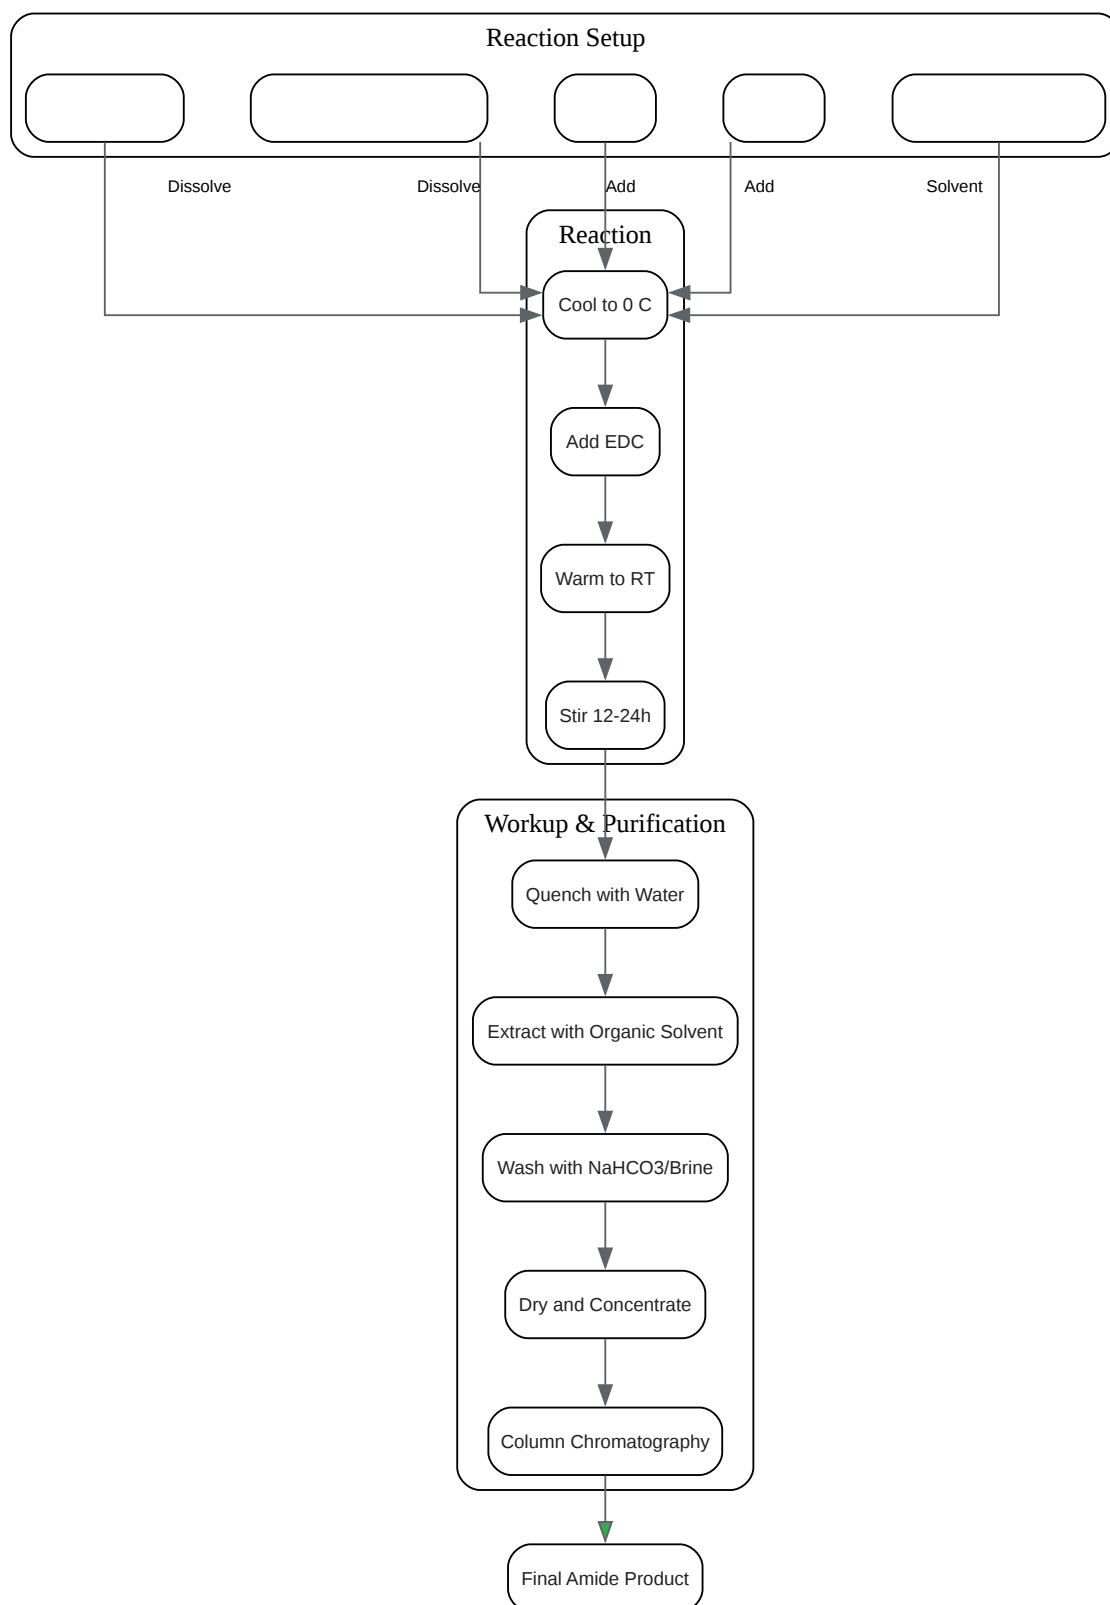 Reaction Setup
Dissolve
Dissolve
Add
Add
Solvent
Reaction
Cool to 0 C
Add EDC
Warm to RT
Stir 12-24h
Workup & Purification
Quench with Water
Extract with Organic Solvent
Wash with NaHCO3/Brine
Dry and Concentrate
Column Chromatography
Final Amide Product